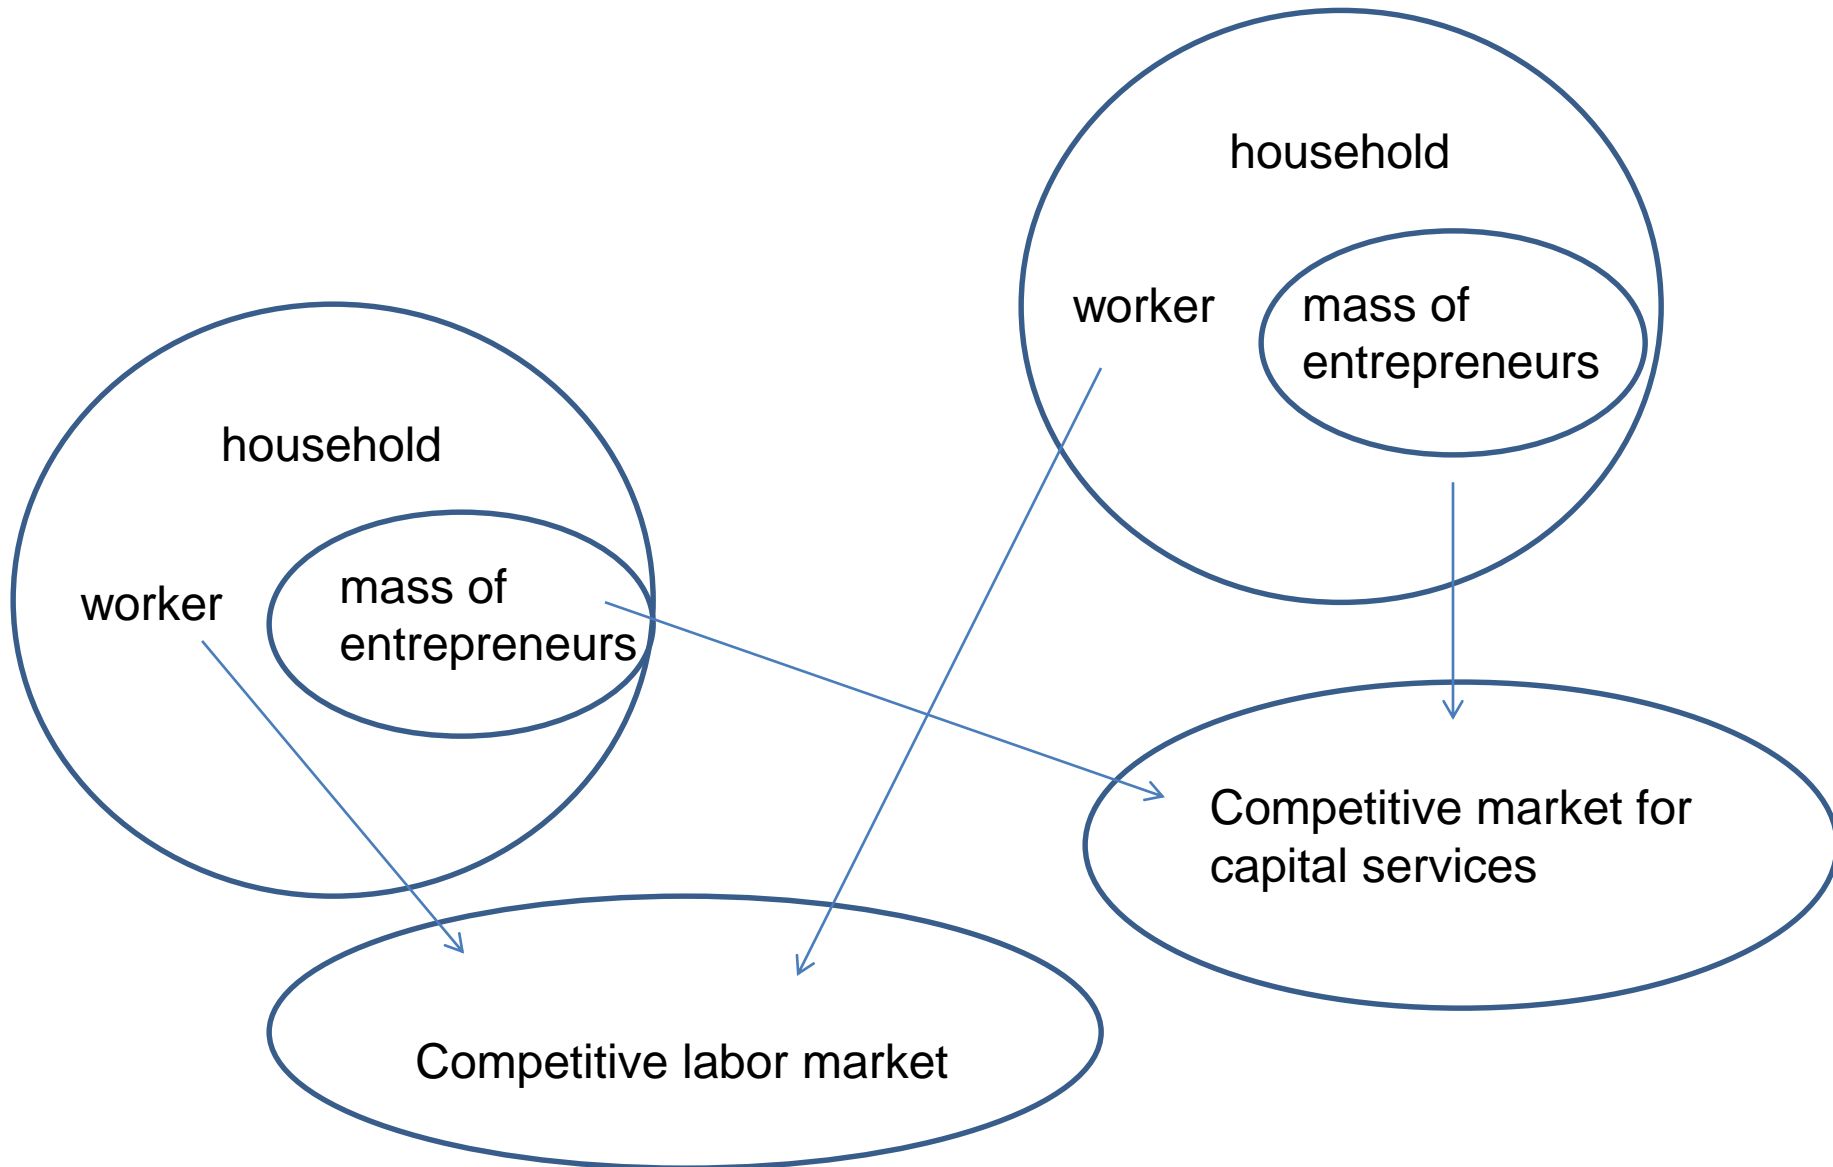 household
worker
mass of
entrepreneurs
household
worker
mass of
entrepreneurs
Competitive market for
capital services
Competitive labor market